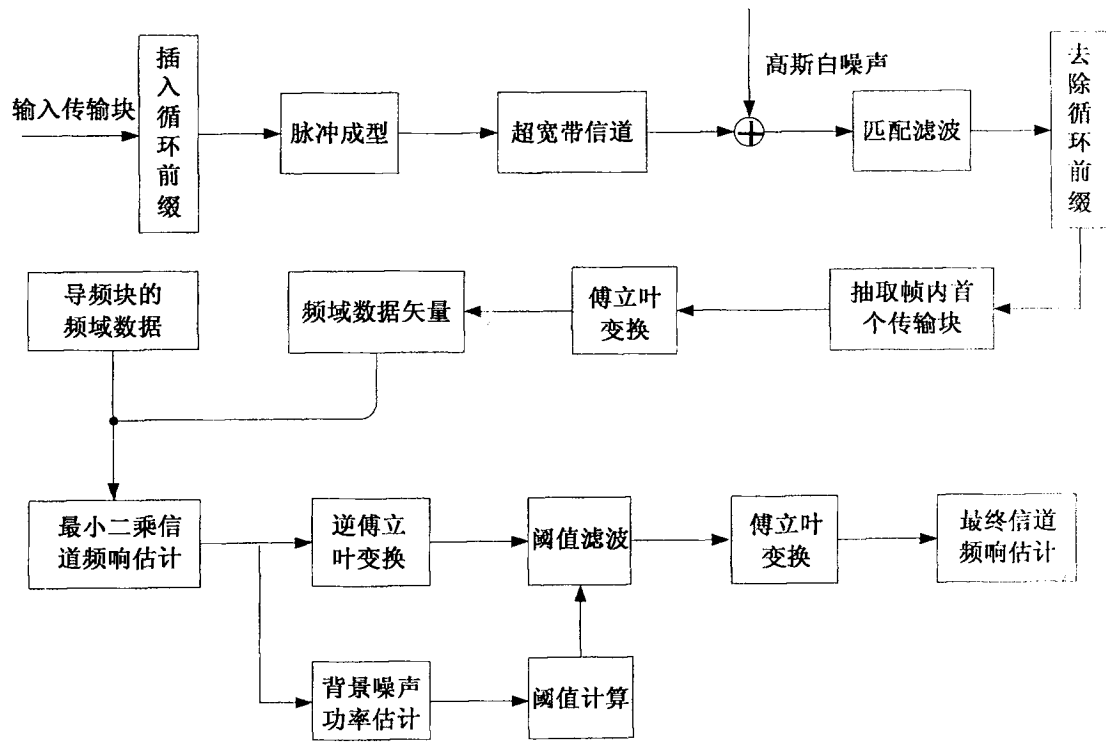 输入传输块
插
入
循
环
前
缀
脉冲成型
超宽带信道
高斯白噪声
匹配滤波
去
除
循
环
前
缀
导频块的
频域数据
频域数据矢量
傅立叶
变换
抽取帧内首
个传输块
最小二乘信
道频响估计
逆傅立
叶变换
阈值滤波
傅立叶
变换
最终信道
频响估计
背景噪声
功率估计
阈值计算